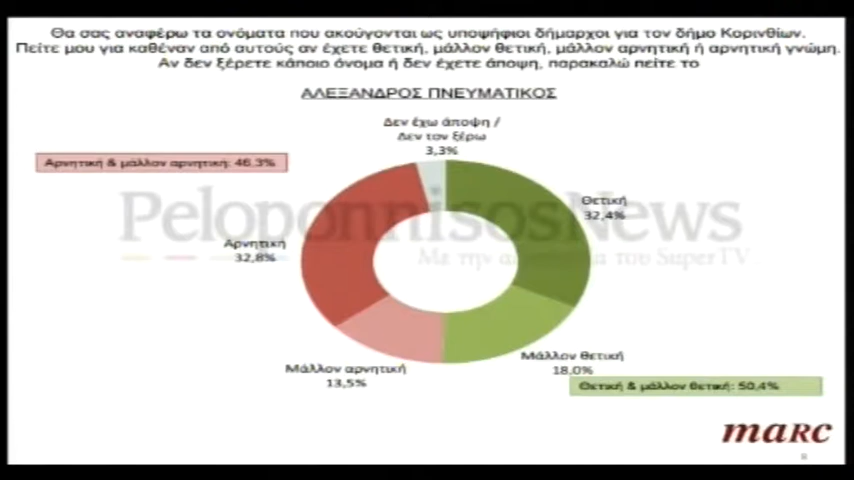 Θα σας αναφέρω τα ονόματα που ακούγονται ως υποψήφιοι δήμαρχοι για τον δήμο Κορινθίων.
Πείτε μου για καθέναν από αυτούς αν έχετε θετική, μάλλον θετική, μάλλον αρνητική ή αρνητική γνώμη.
Αν δεν ξέρετε κάποιο όνομα ή δεν έχετε άποψη, παρακαλώ πείτε το
ΑΛΕΞΑΝΔΡΟΣ ΠΝΕΥΜΑΤΙΚΟΣ
Δεν έχω άποψη /
Δεν τον ξέρω
3,3%
Αρνητική & μάλλον αρνητική: 46.3%
Θετική
32,4%
PeloponnisosNews
Με την
του SuperTV
Αρνητική
32,8%
Μάλλον θετική
18,0%
Μάλλον αρνητική
13,5%
Θετική & μάλλον θετική: 50,4%
marc
8